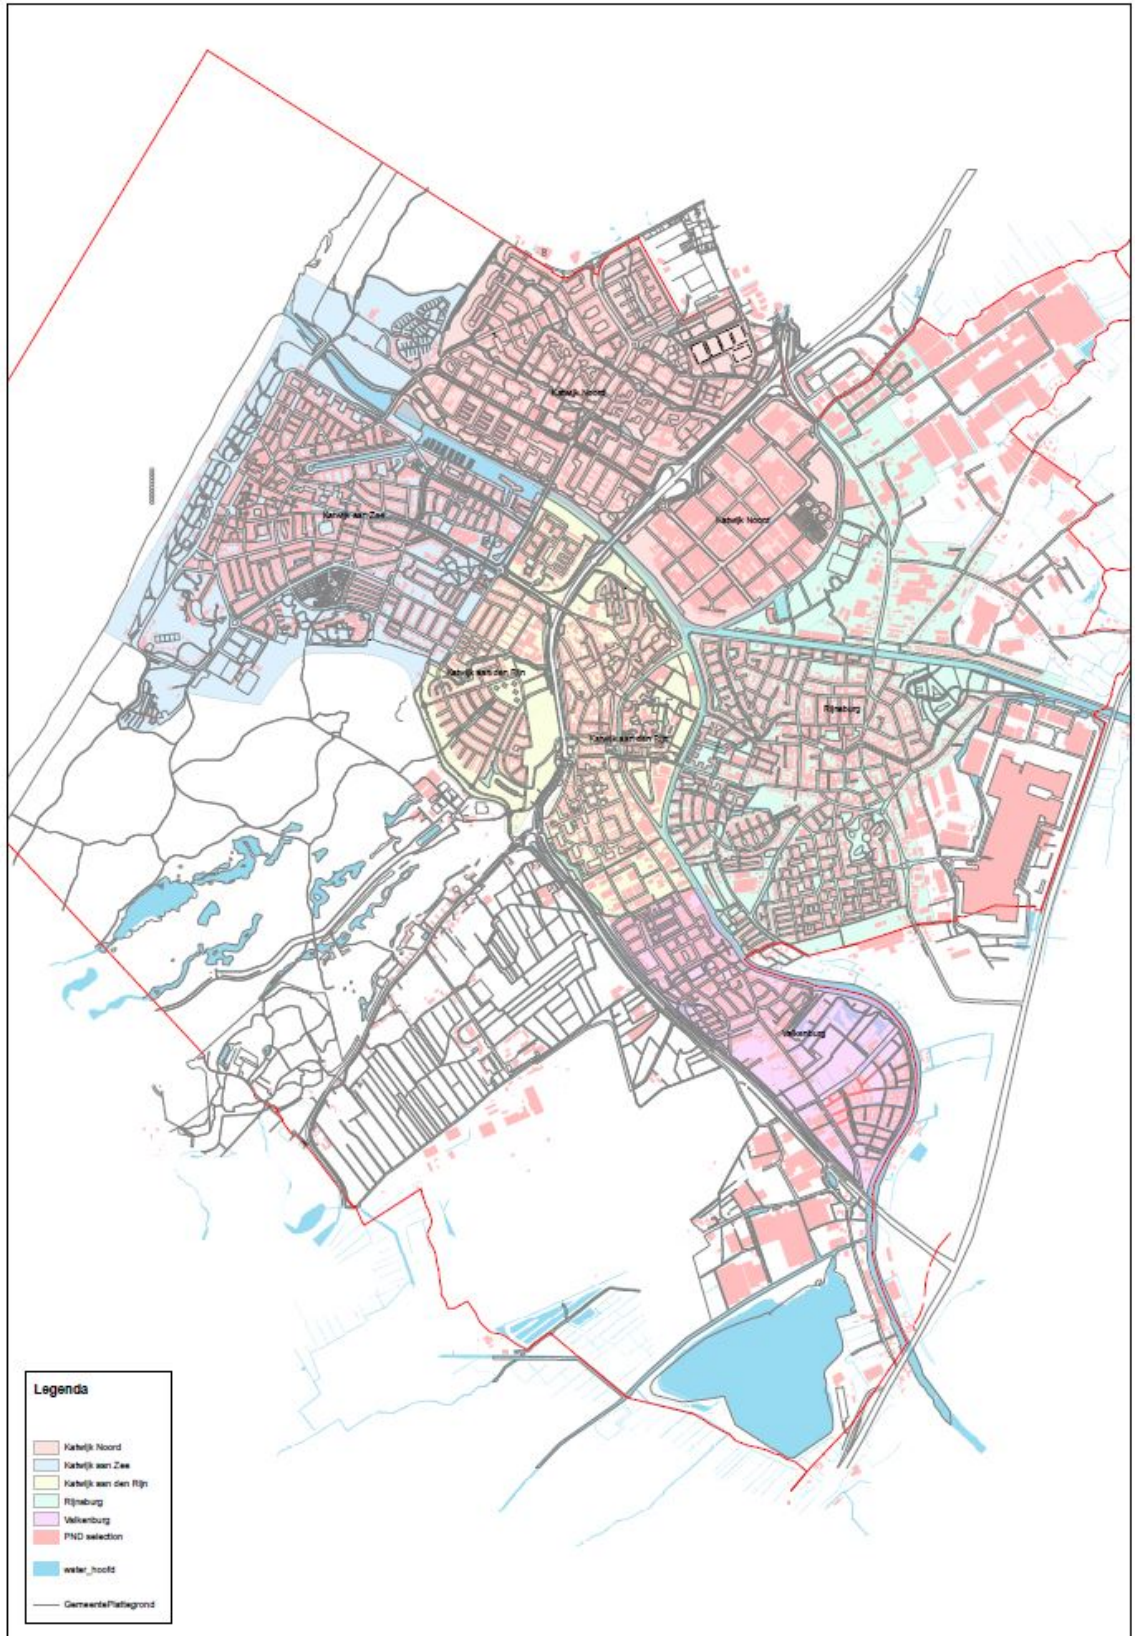 Katwijk Noord
Katwijk aan Zee
Katwijk Noord
Katwijk aan den Rijn
Rijnsburg
Katwijk aan den Rijn
Valkenburg
Legenda
Katwijk Noord
Katwijk aan Zee
Katwijk aan den Rijn
Rijnsburg
Valkenburg
PND selection
water_hoofd
GemeentePlattegrond